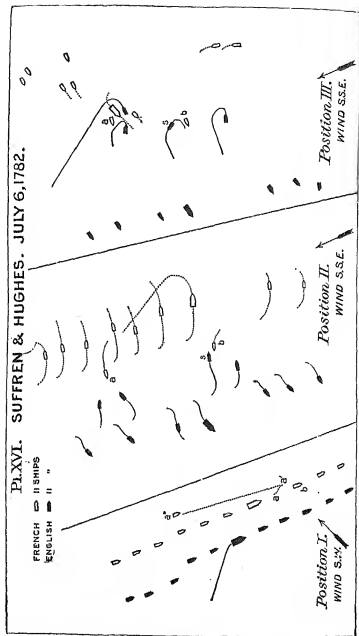 Pl.XVI. SUFFREN & HUGHES. JULY 6, 1782.
FRENCH 11 SHIPS
ENGLISH 11 "
Position I.
WIND S.W.
a"
a'
a
b
Position II.
WIND S.S.E.
a
s
b
Position III.
WIND S.S.E.
a
s
b